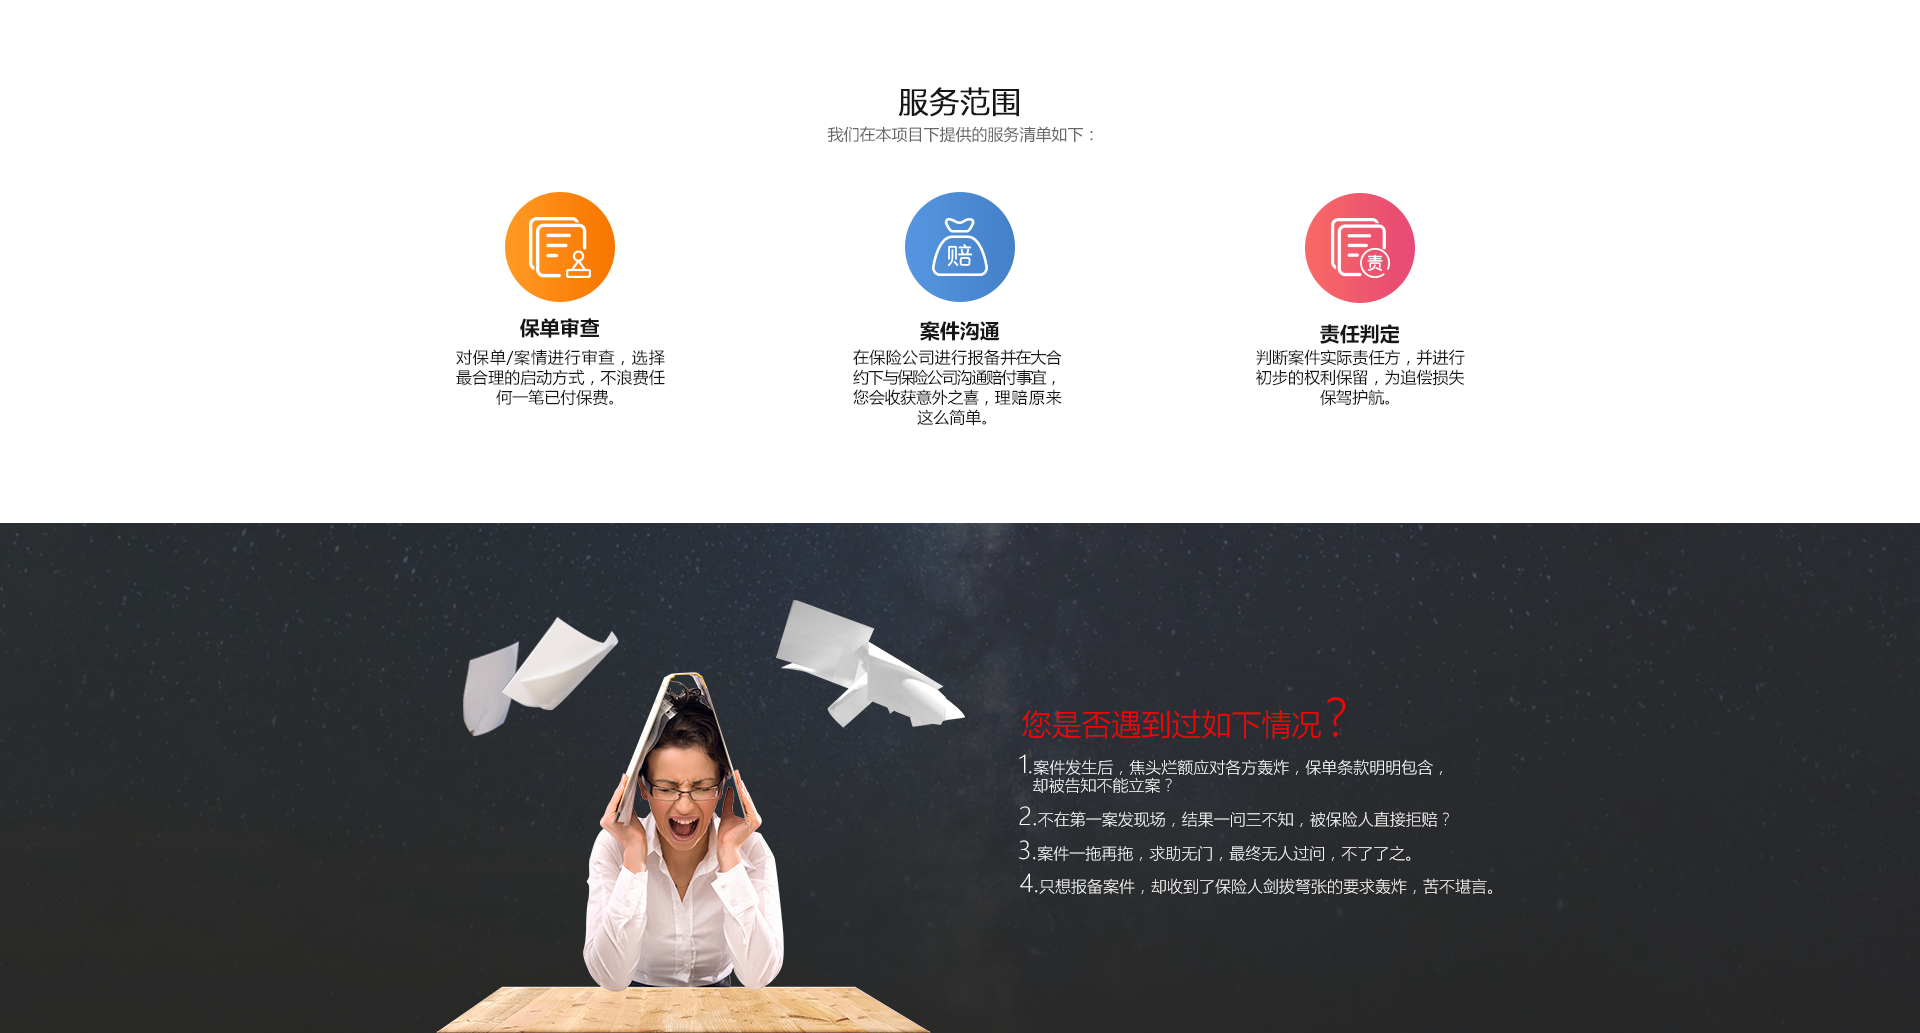 服务范围
我们在本项目下提供的服务清单如下：
赔
责
保单审查
对保单/案情进行审查，选择
最合理的启动方式，不浪费任
何一笔已付保费。
案件沟通
在保险公司进行报备并在大合
约下与保险公司沟通赔付事宜，
您会收获意外之喜，理赔原来
这么简单。
责任判定
判断案件实际责任方，并进行
初步的权利保留，为追偿损失
保驾护航。
您是否遇到过如下情况？
1.案件发生后，焦头烂额应对各方轰炸，保单条款明明包含，
却被告知不能立案？
2.不在第一案发现场，结果一问三不知，被保险人直接拒赔？
3.案件一拖再拖，求助无门，最终无人过问，不了了之。
4.只想报备案件，却收到了保险人剑拔弩张的要求轰炸，苦不堪言。